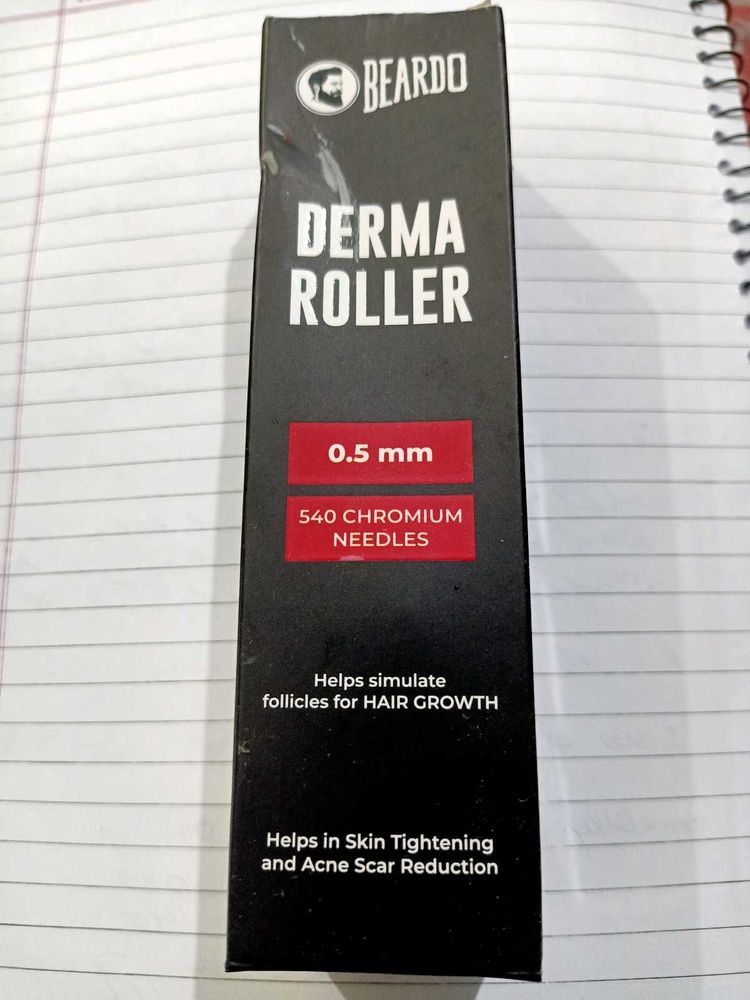 BEARDO
DERMA
ROLLER
0.5 mm
540 CHROMIUM
NEEDLES
Helps simulate
follicles for HAIR GROWTH
Helps in Skin Tightening
and Acne Scar Reduction